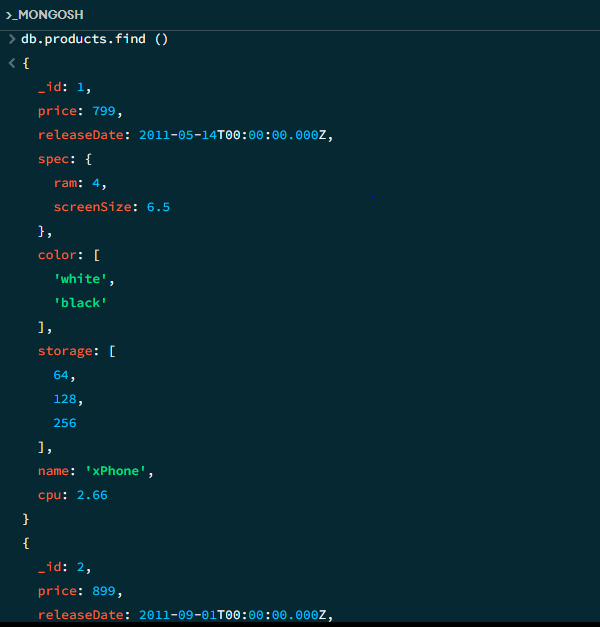 >_MONGOSH
> db.products.find ()
< {
_id: 1,
price: 799,
releaseDate: 2011-05-14T00:00:00.000Z,
spec: {
ram: 4,
screenSize: 6.5
},
color: [
'white',
'black'
],
storage: [
64,
128,
256
],
name: 'xPhone',
cpu: 2.66
}
{
_id: 2,
price: 899,
releaseDate: 2011-09-01T00:00:00.000Z,